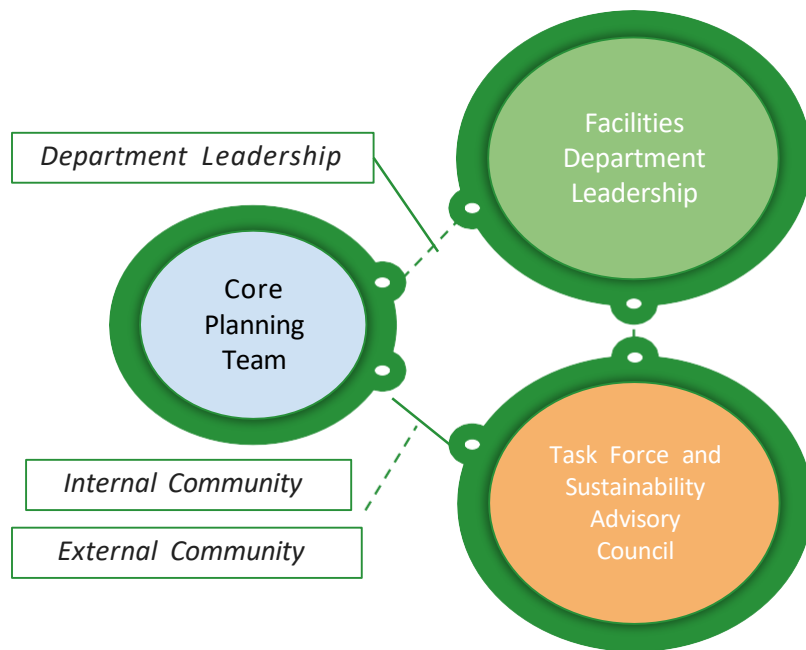 Facilities
Department
Leadership
Department Leadership
Core
Planning
Team
Task Force and
Sustainability
Advisory
Council
Internal Community
External Community